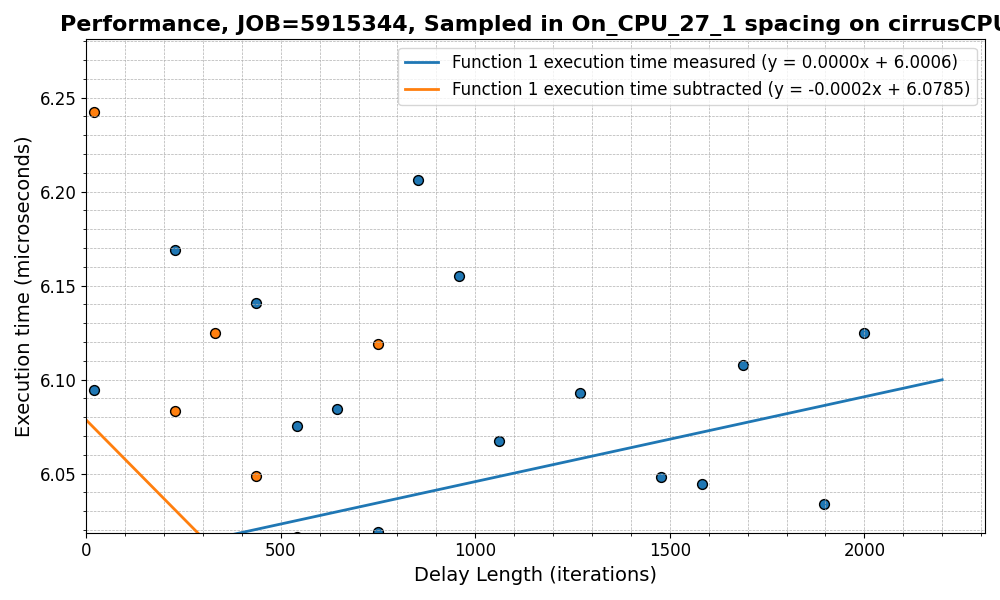 Performance, JOB=5915344, Sampled in On_CPU_27_1 spacing on cirrusCPU
Function 1 execution time measured (y = 0.0000x + 6.0006)
Function 1 execution time subtracted (y = -0.0002x + 6.0785)
Execution time (microseconds)
6.25
6.20
6.15
6.10
6.05
0 500 1000 1500 2000
Delay Length (iterations)